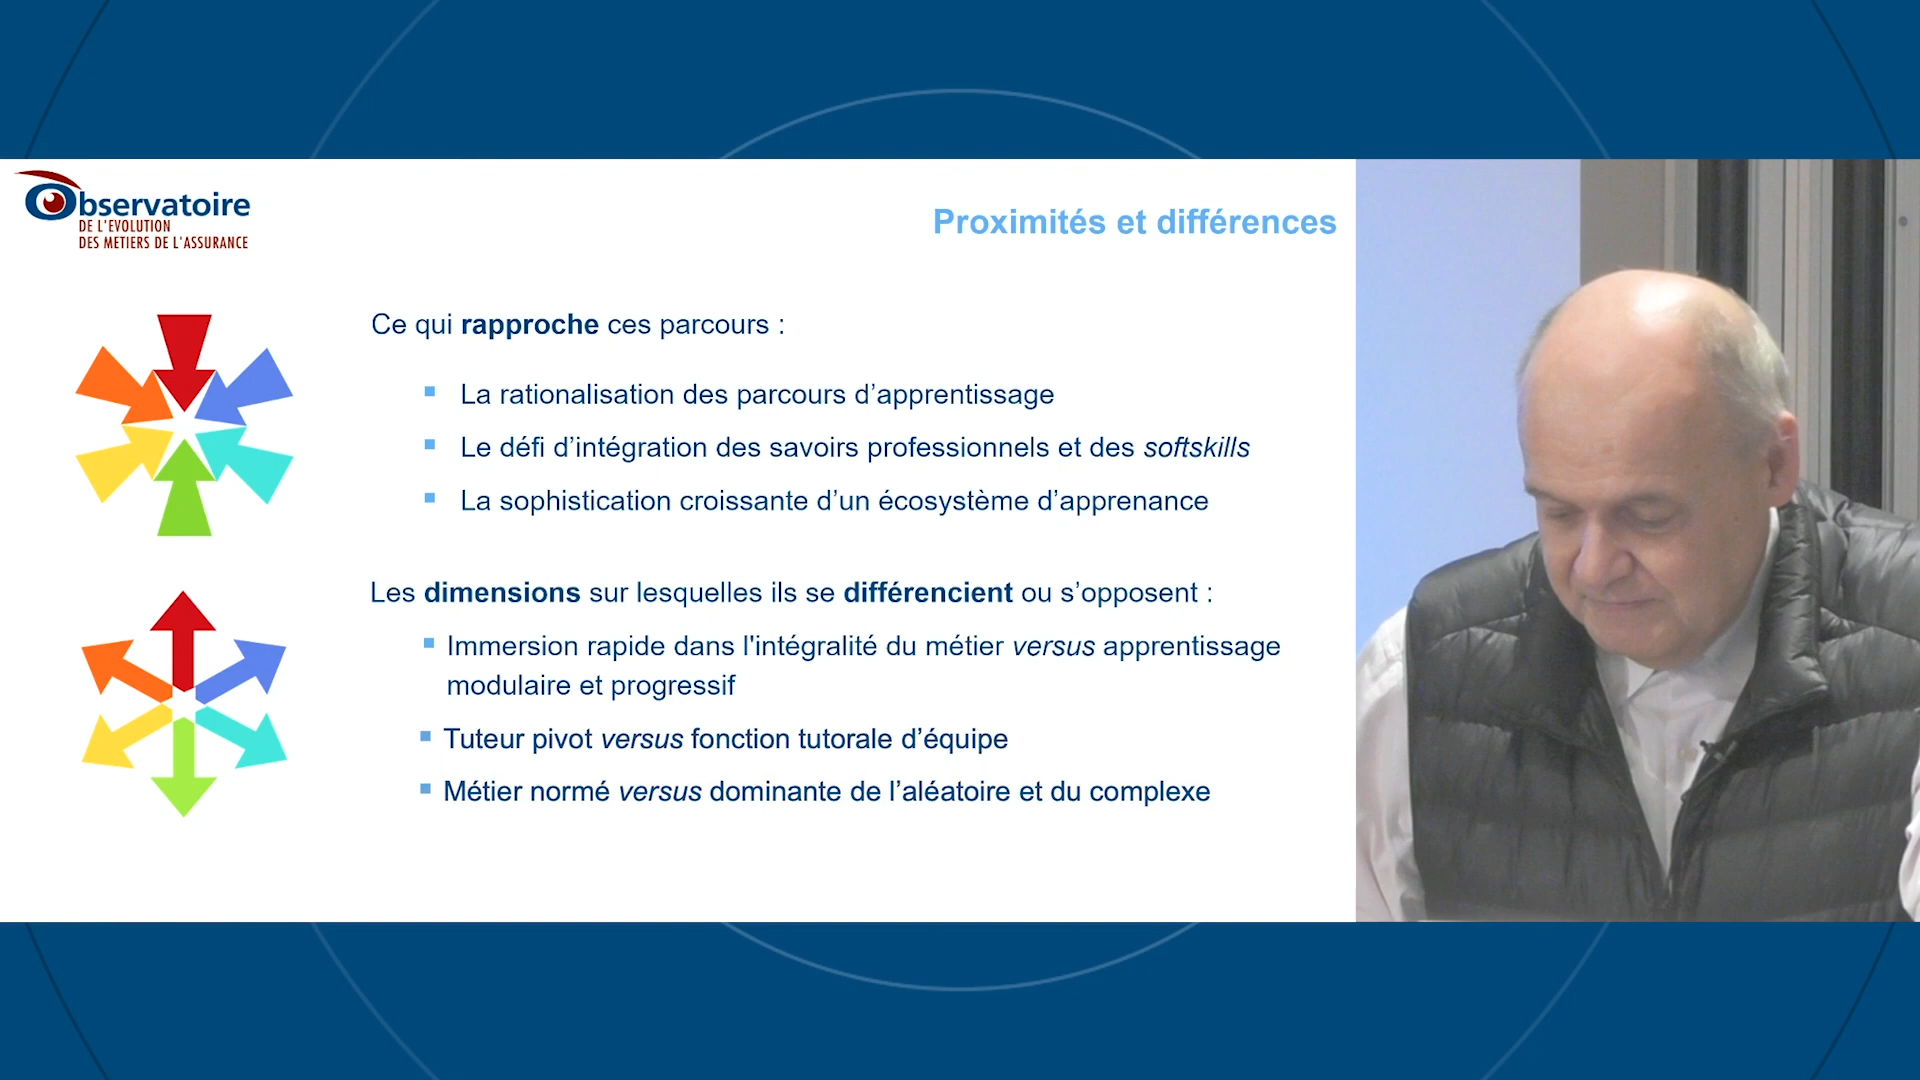 Observatoire
DE L'EVOLUTION
DES METIERS DE L'ASSURANCE
Proximités et différences
Ce qui rapproche ces parcours :
La rationalisation des parcours d’apprentissage
Le défi d’intégration des savoirs professionnels et des softskills
La sophistication croissante d’un écosystème d’apprenance
Les dimensions sur lesquelles ils se différencient ou s’opposent :
Immersion rapide dans l'intégralité du métier versus apprentissage
modulaire et progressif
Tuteur pivot versus fonction tutorale d’équipe
Métier normé versus dominante de l’aléatoire et du complexe